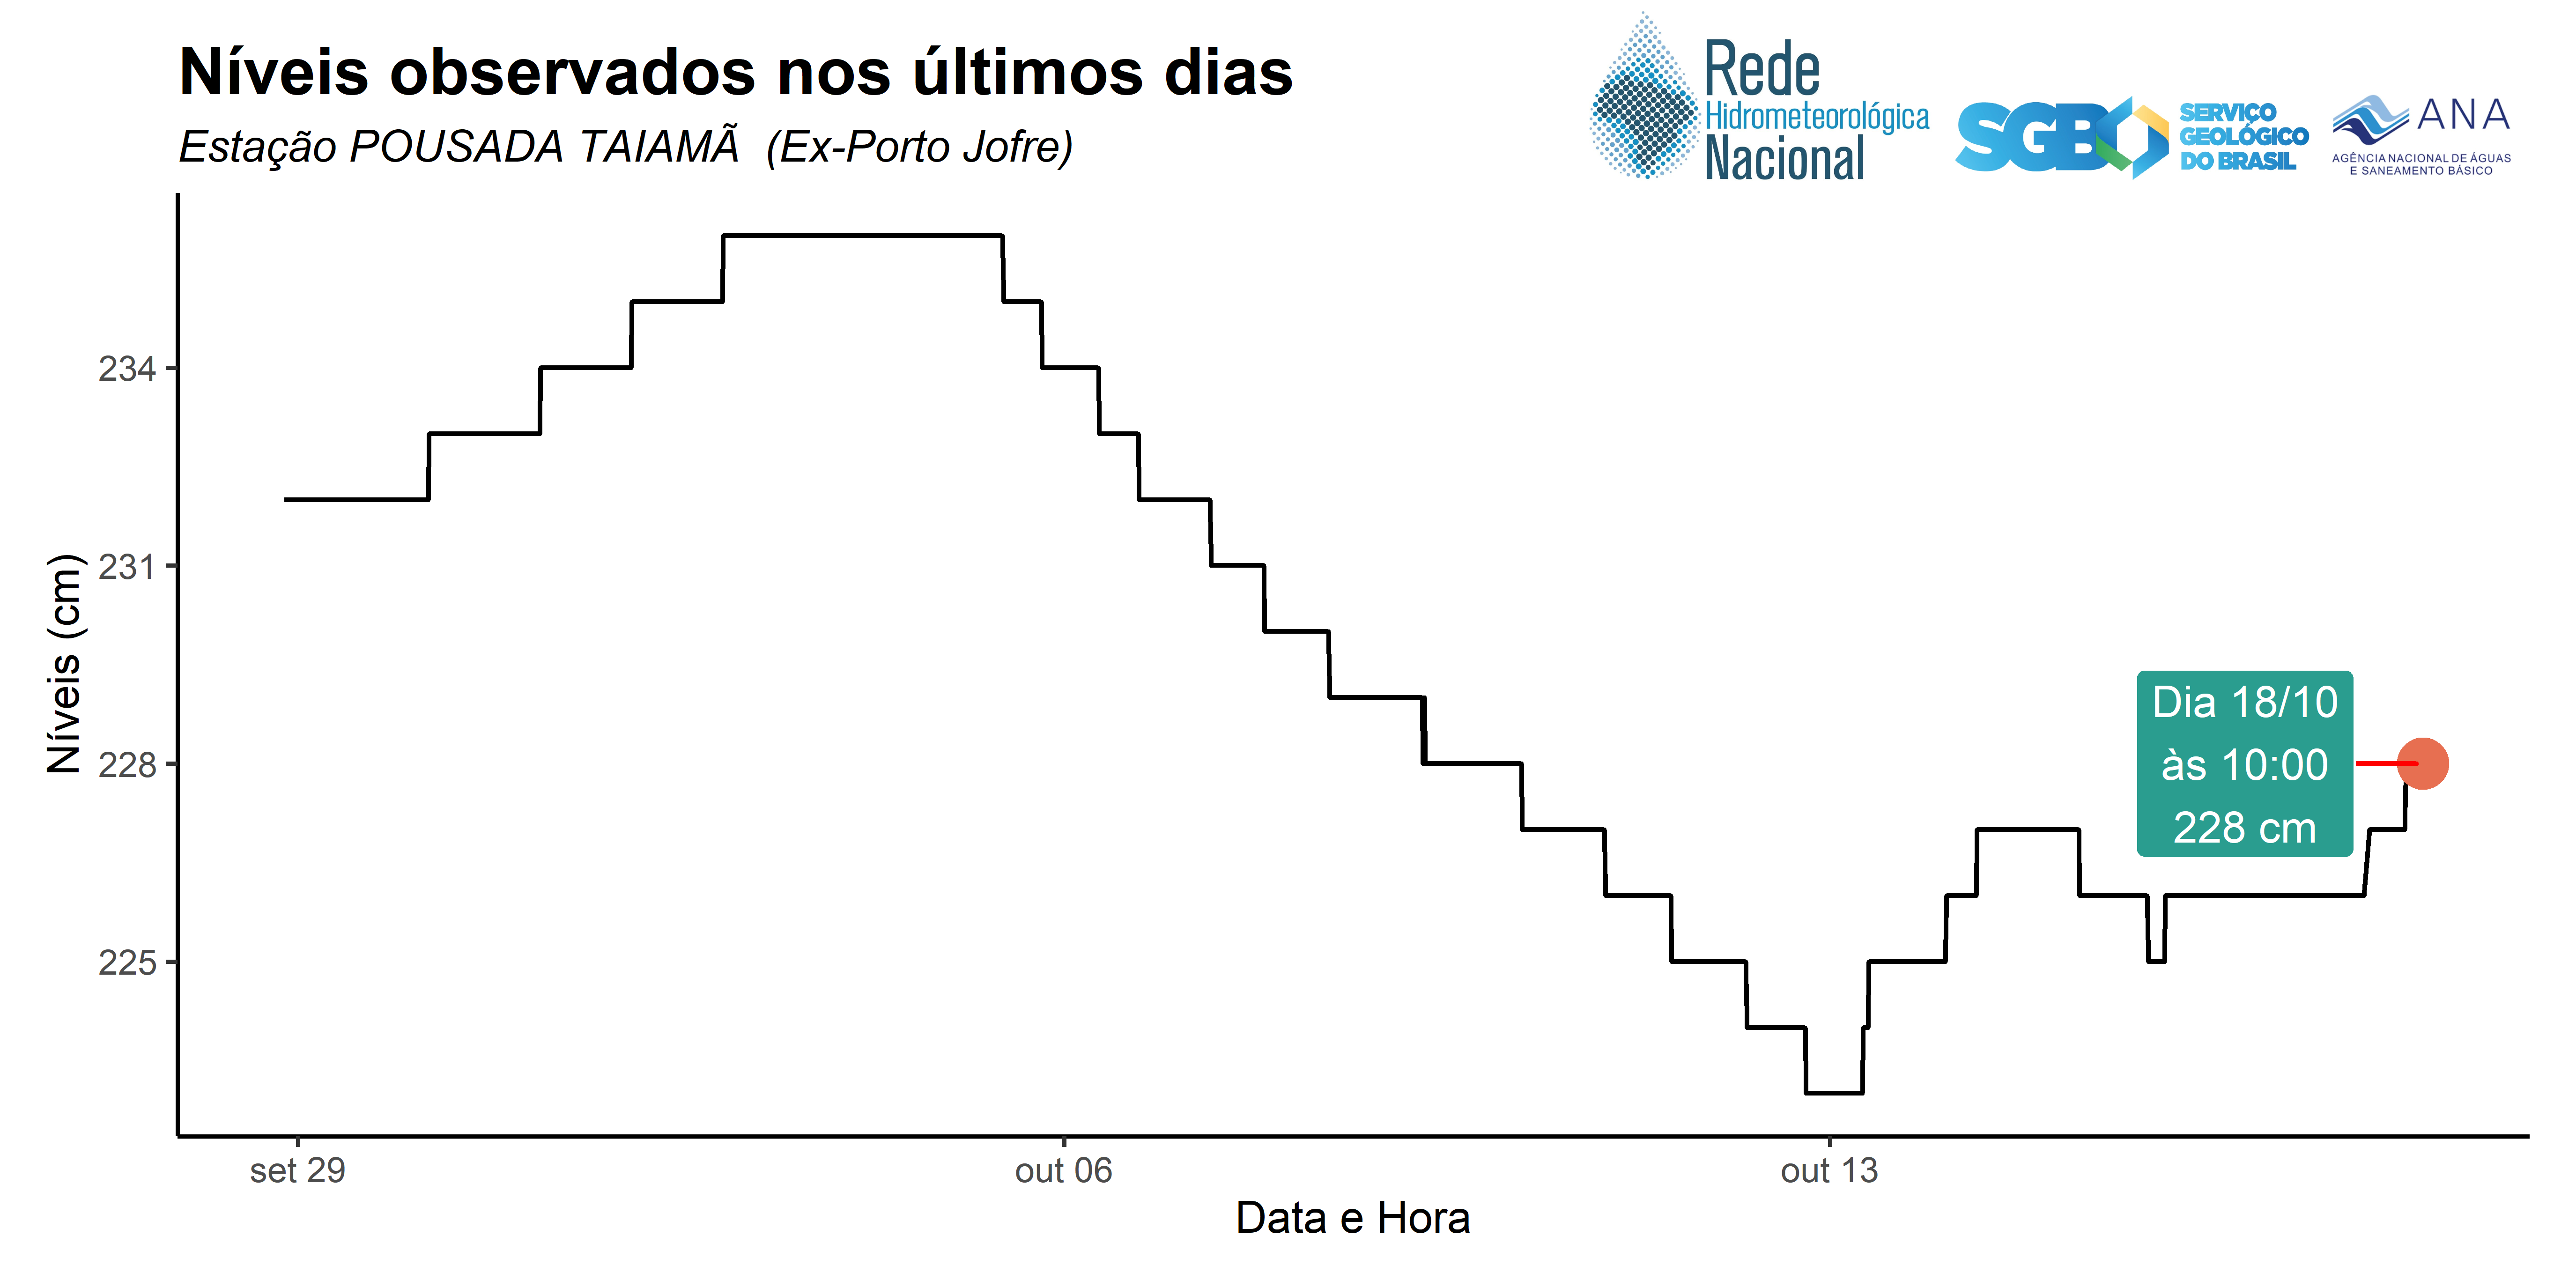 Níveis observados nos últimos dias
Estação POUSADA TAIAMÃ  (Ex-Porto Jofre)
Rede
Hidrometeorológica
Nacional
SGB
SERVIÇO
GEOLÓGICO
DO BRASIL
ANA
AGÊNCIA NACIONAL DE ÁGUAS
E SANEAMENTO BÁSICO
Níveis (cm)
234
231
228
225
Dia 18/10
às 10:00
228 cm
set 29
out 06
out 13
Data e Hora